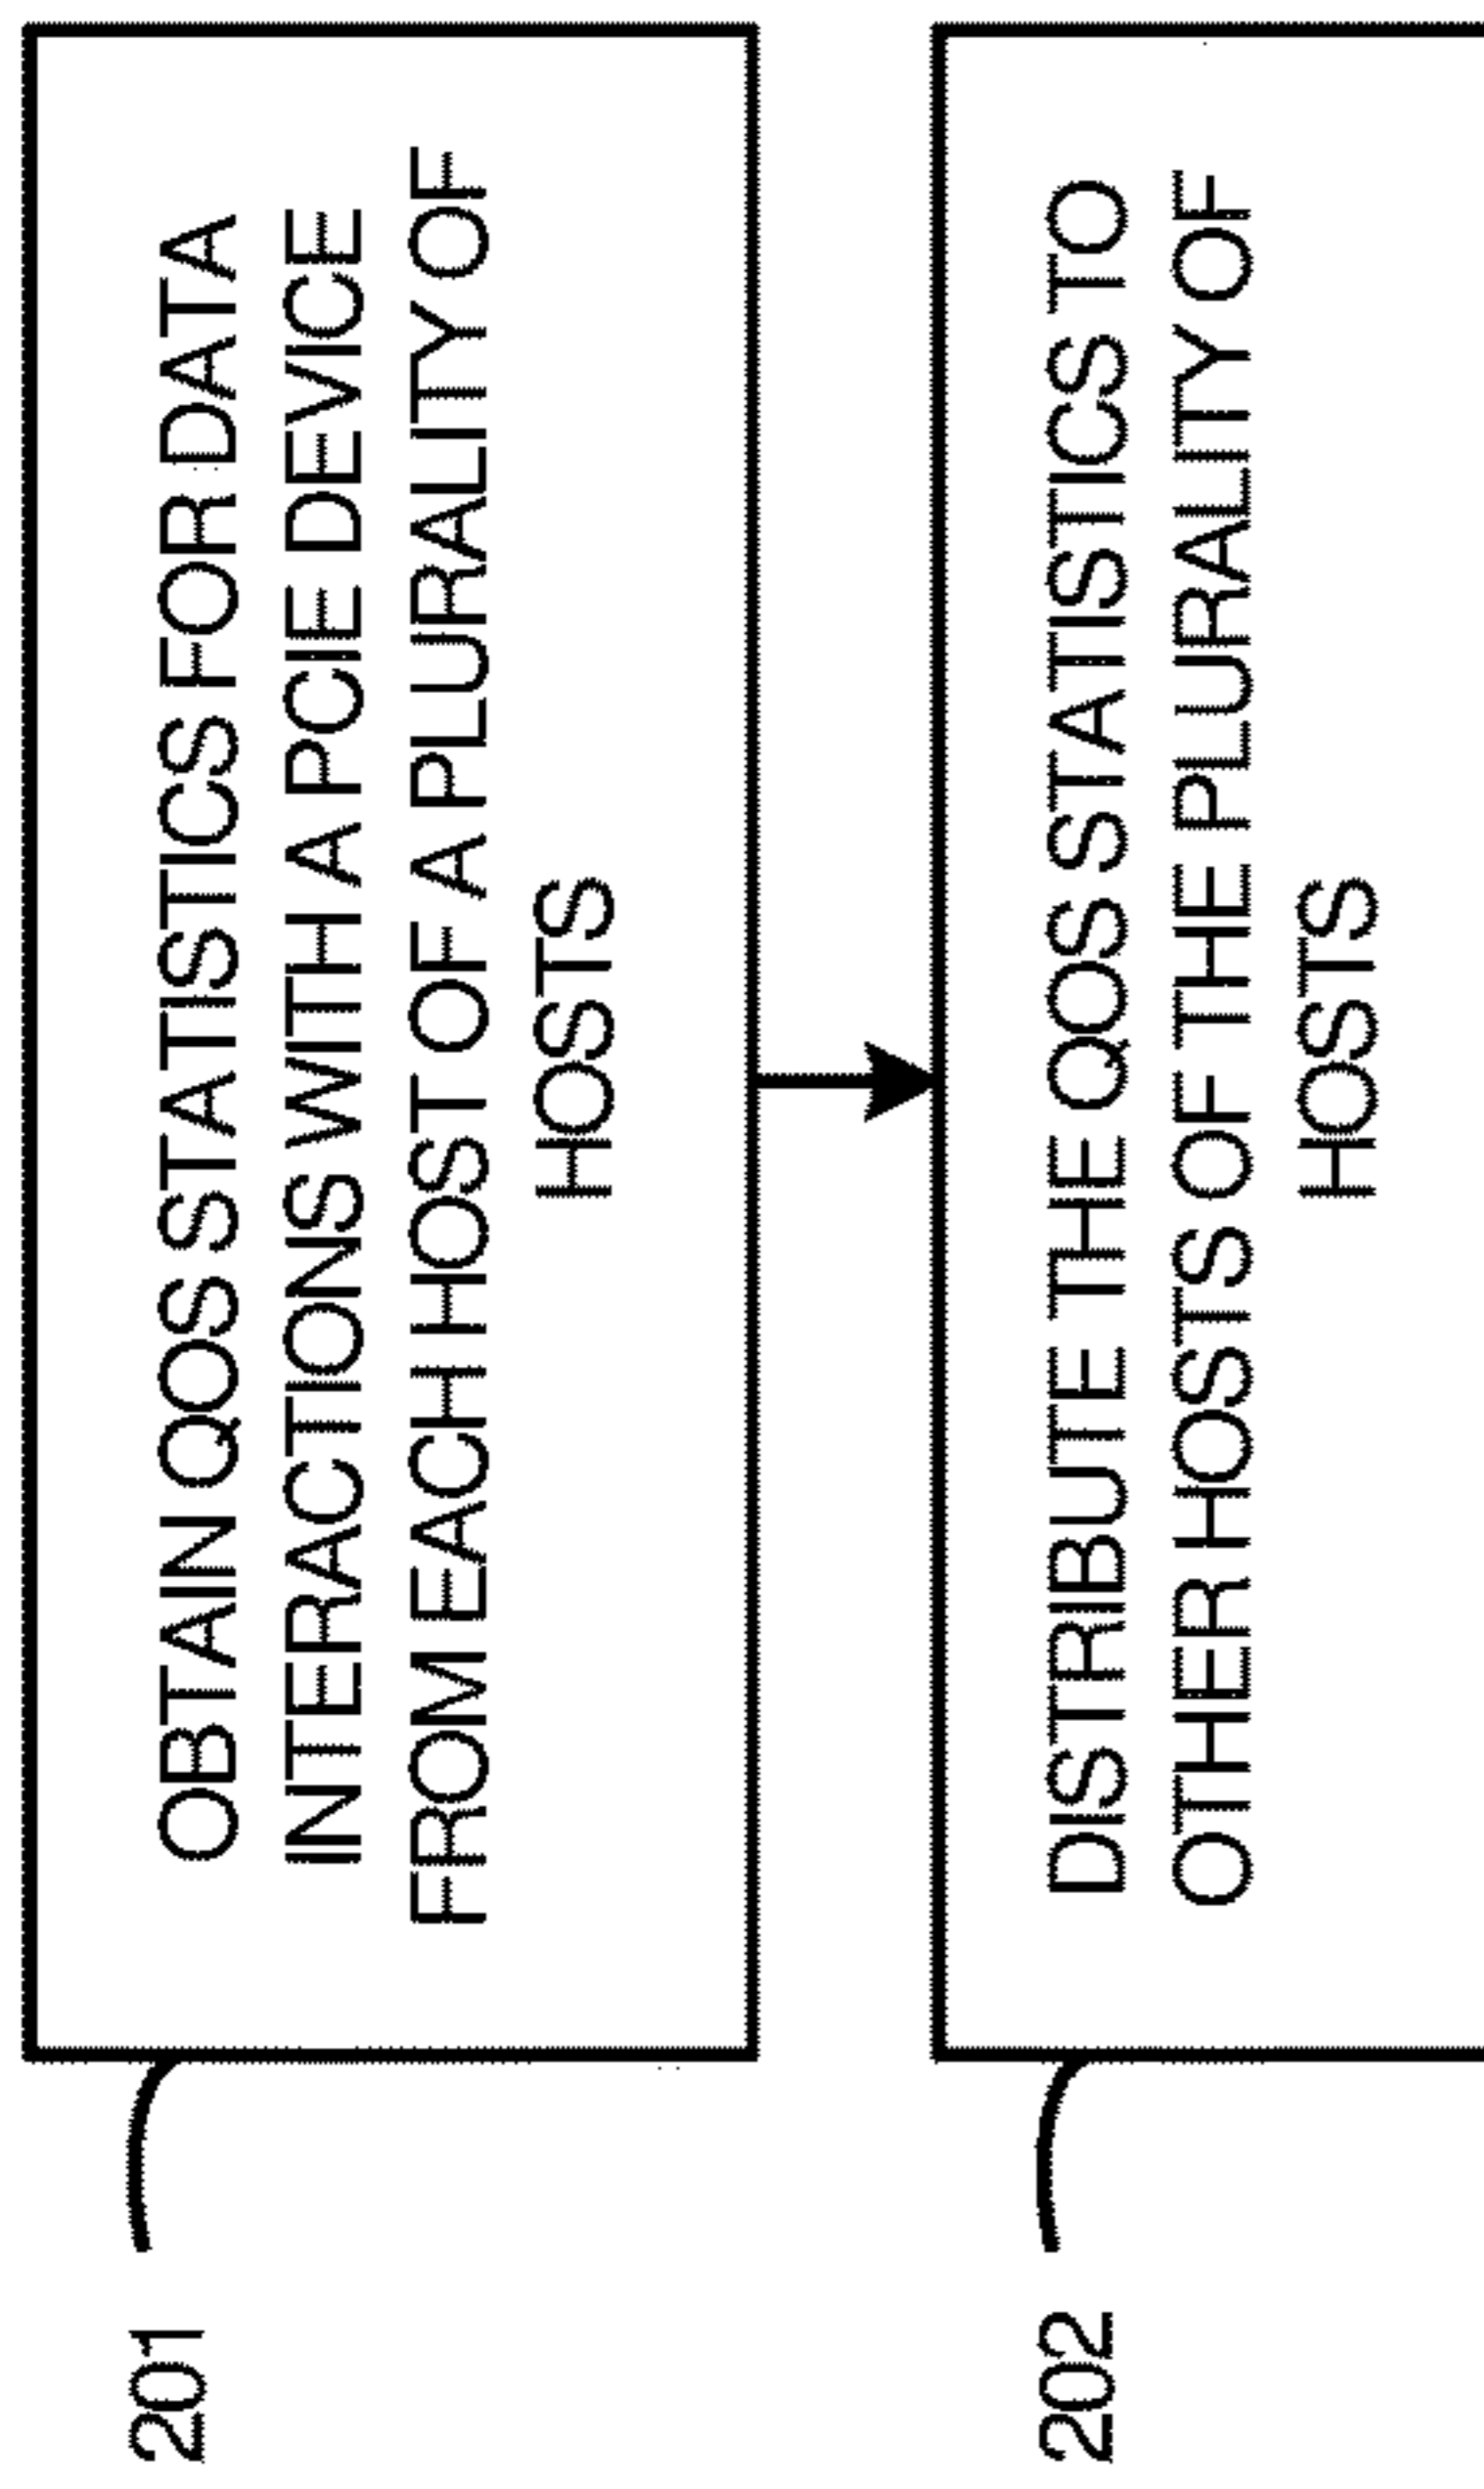 201
OBTAIN QOS STATISTICS FOR DATA
INTERACTIONS WITH A PCIE DEVICE
FROM EACH HOST OF A PLURALITY OF
HOSTS
202
DISTRIBUTE THE QOS STATISTICS TO
OTHER HOSTS OF THE PLURALITY OF
HOSTS